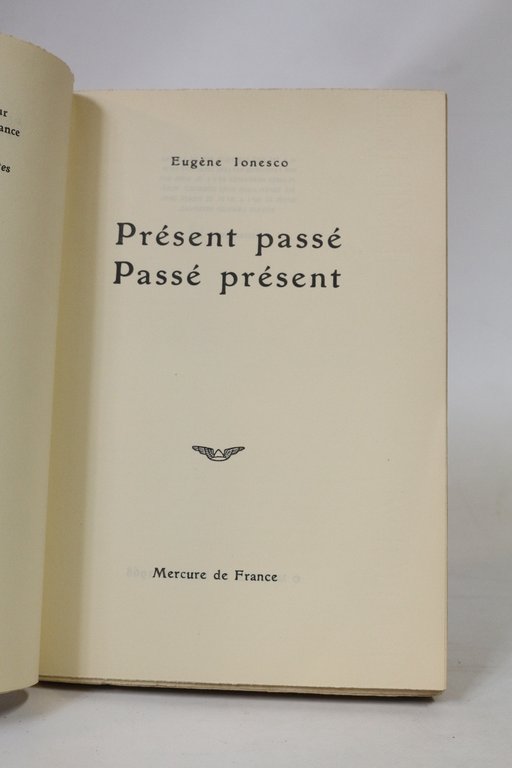 Eugène Ionesco
Présent passé
Passé présent
Mercure de France